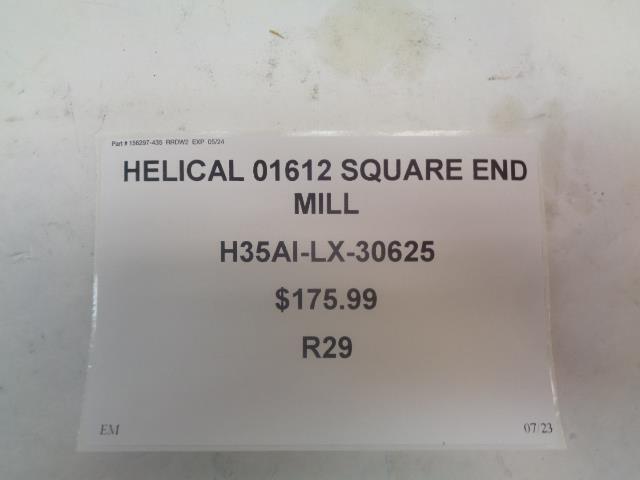 Part # 156297-435 RRDW2 EXP 05/24
HELICAL 01612 SQUARE END
MILL
H35AI-LX-30625
$175.99
R29
EM
07/23